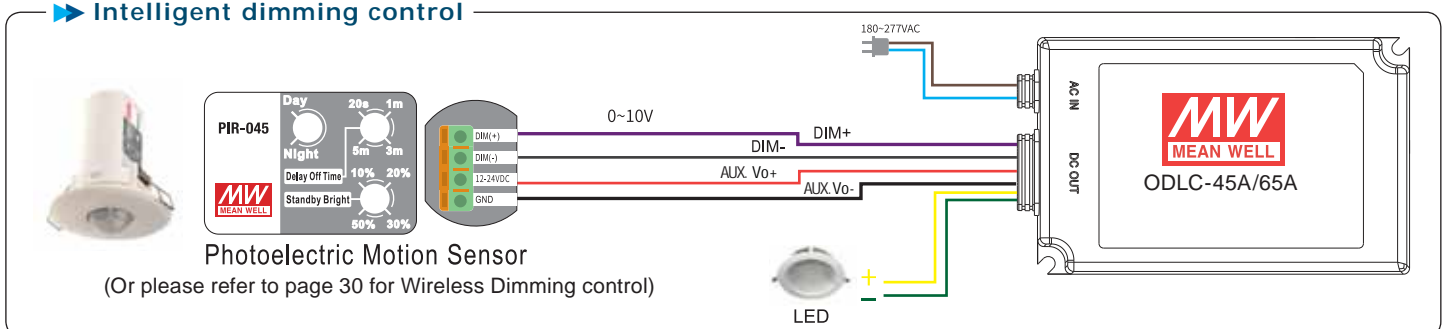 Intelligent dimming control
180~277VAC
PIR-045
Day
Night
20s 1m
5m 3m
Delay Off Time
10% 20%
Standby Bright
50% 30%
MW
MEAN WELL
DIM(+)
DIM(-)
12-24VDC
GND
0~10V
DIM+
DIM-
AUX. Vo+
AUX.Vo-
AC IN
DC OUT
MW
MEAN WELL
ODLC-45A/65A
Photoelectric Motion Sensor
(Or please refer to page 30 for Wireless Dimming control)
+
–
LED